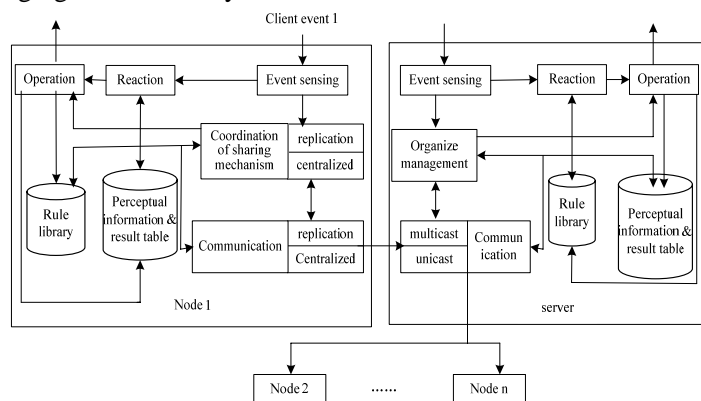 Client event 1
Operation
Reaction
Event sensing
Coordination
of sharing
mechanism
replication
centralized
Rule
library
Perceptual
information &
result table
Communication
replication
Centralized
Node 1
Event sensing
Reaction
Operation
Organize
management
Rule
library
Perceptual
information &
result table
multicast
unicast
Commun
ication
server
Node 2
......
Node n